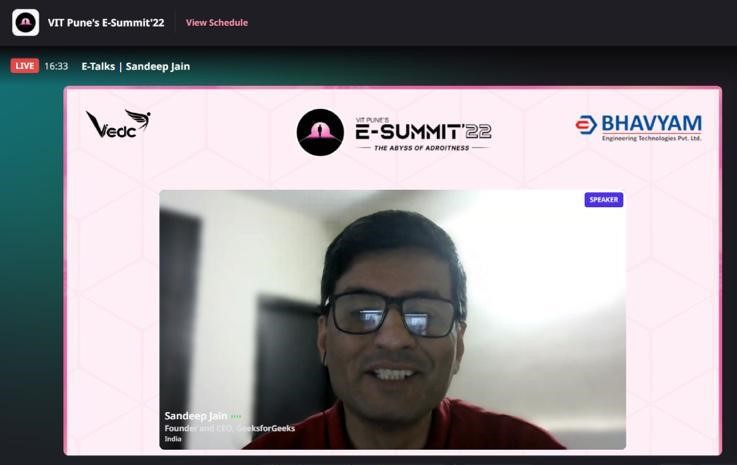 VIT Pune's E-Summit'22
View Schedule
LIVE 16:33 E-Talks | Sandeep Jain
Vedc
VIT PUNE'S
E-SUMMIT'22
THE ABYSS OF ADROITNESS
BHAVYAM
Engineering Technologies Pvt. Ltd.
SPEAKER
Sandeep Jain
Founder and CEO, GeeksforGeeks
India